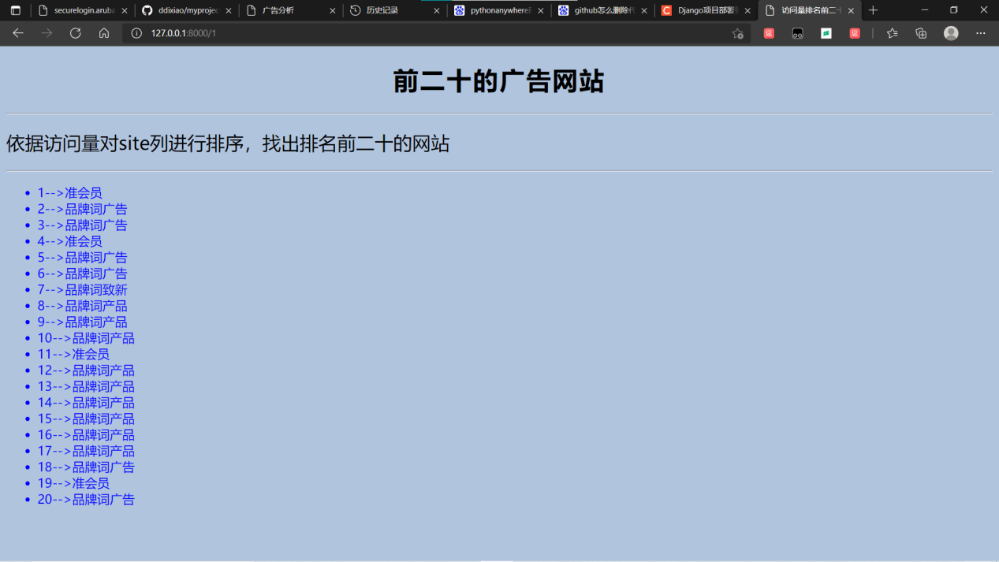 securelogin.aruba
ddixiao/myprojec
广告分析
历史记录
pythonanywhere
github怎么删除
Django项目部署
访问量排名前二十
127.0.0.1:8000/1
前二十的广告网站
依据访问量对site列进行排序，找出排名前二十的网站
1-->准会员
2-->品牌词广告
3-->品牌词广告
4-->准会员
5-->品牌词广告
6-->品牌词广告
7-->品牌词致新
8-->品牌词产品
9-->品牌词产品
10-->品牌词产品
11-->准会员
12-->品牌词产品
13-->品牌词产品
14-->品牌词产品
15-->品牌词产品
16-->品牌词产品
17-->品牌词产品
18-->品牌词广告
19-->准会员
20-->品牌词广告